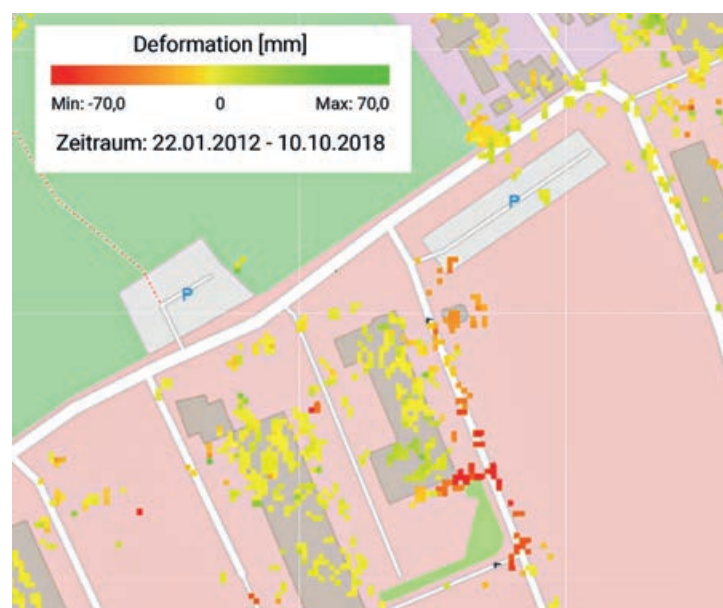 Deformation [mm]
Min: -70,0 0 Max: 70,0
Zeitraum: 22.01.2012 - 10.10.2018
P
P